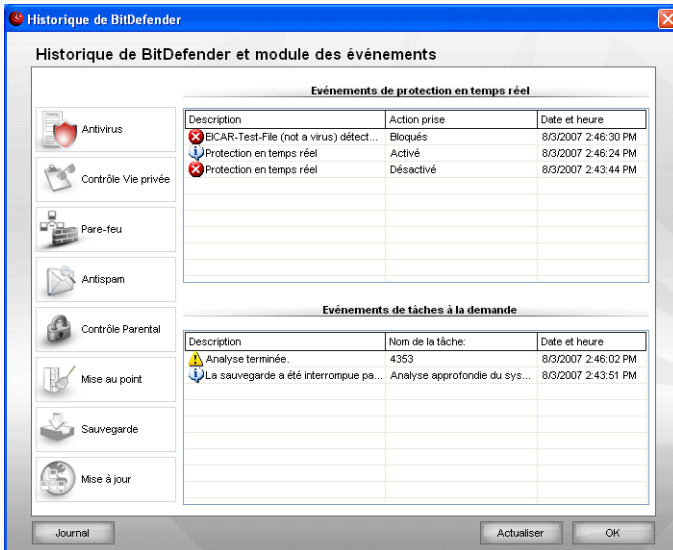 Historique de BitDefender
Historique de BitDefender et module des événements
Antivirus
Contrôle Vie privée
Pare-feu
Antispam
Contrôle Parental
Mise au point
Sauvegarde
Mise à jour
Evénements de protection en temps réel
Description Action prise Date et heure
EICAR-Test-File (not a virus) détect... Bloqués 8/3/2007 2:46:30 PM
Protection en temps réel Activé 8/3/2007 2:46:24 PM
Protection en temps réel Désactivé 8/3/2007 2:43:44 PM
Evénements de tâches à la demande
Description Nom de la tâche: Date et heure
Analyse terminée. 4353 8/3/2007 2:46:02 PM
La sauvegarde a été interrompue pa... Analyse approfondie du sys... 8/3/2007 2:43:51 PM
Journal Actualiser OK